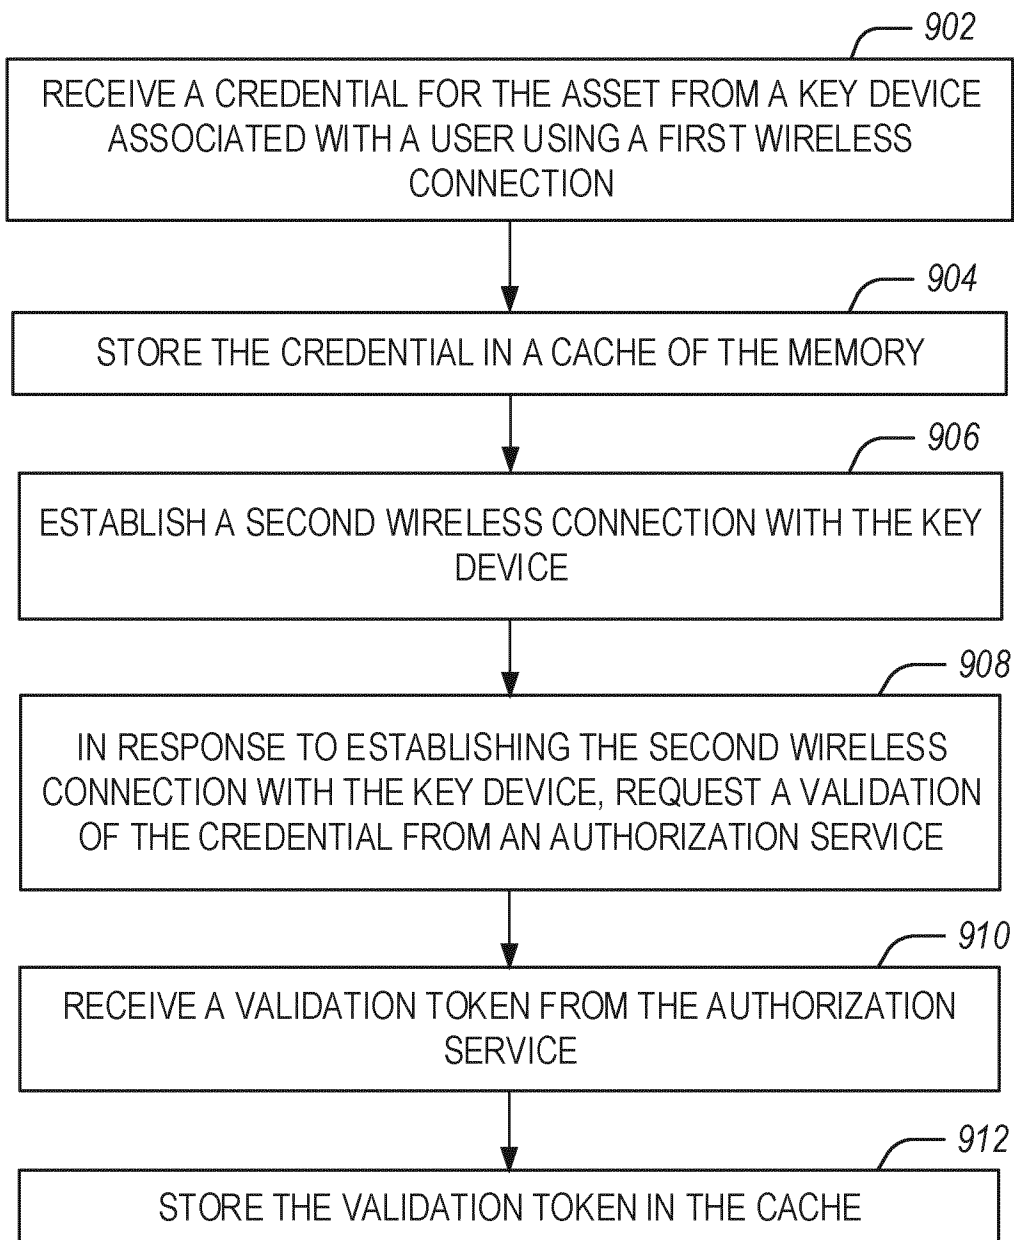 902
RECEIVE A CREDENTIAL FOR THE ASSET FROM A KEY DEVICE
ASSOCIATED WITH A USER USING A FIRST WIRELESS
CONNECTION
904
STORE THE CREDENTIAL IN A CACHE OF THE MEMORY
906
ESTABLISH A SECOND WIRELESS CONNECTION WITH THE KEY
DEVICE
908
IN RESPONSE TO ESTABLISHING THE SECOND WIRELESS
CONNECTION WITH THE KEY DEVICE, REQUEST A VALIDATION
OF THE CREDENTIAL FROM AN AUTHORIZATION SERVICE
910
RECEIVE A VALIDATION TOKEN FROM THE AUTHORIZATION
SERVICE
912
STORE THE VALIDATION TOKEN IN THE CACHE